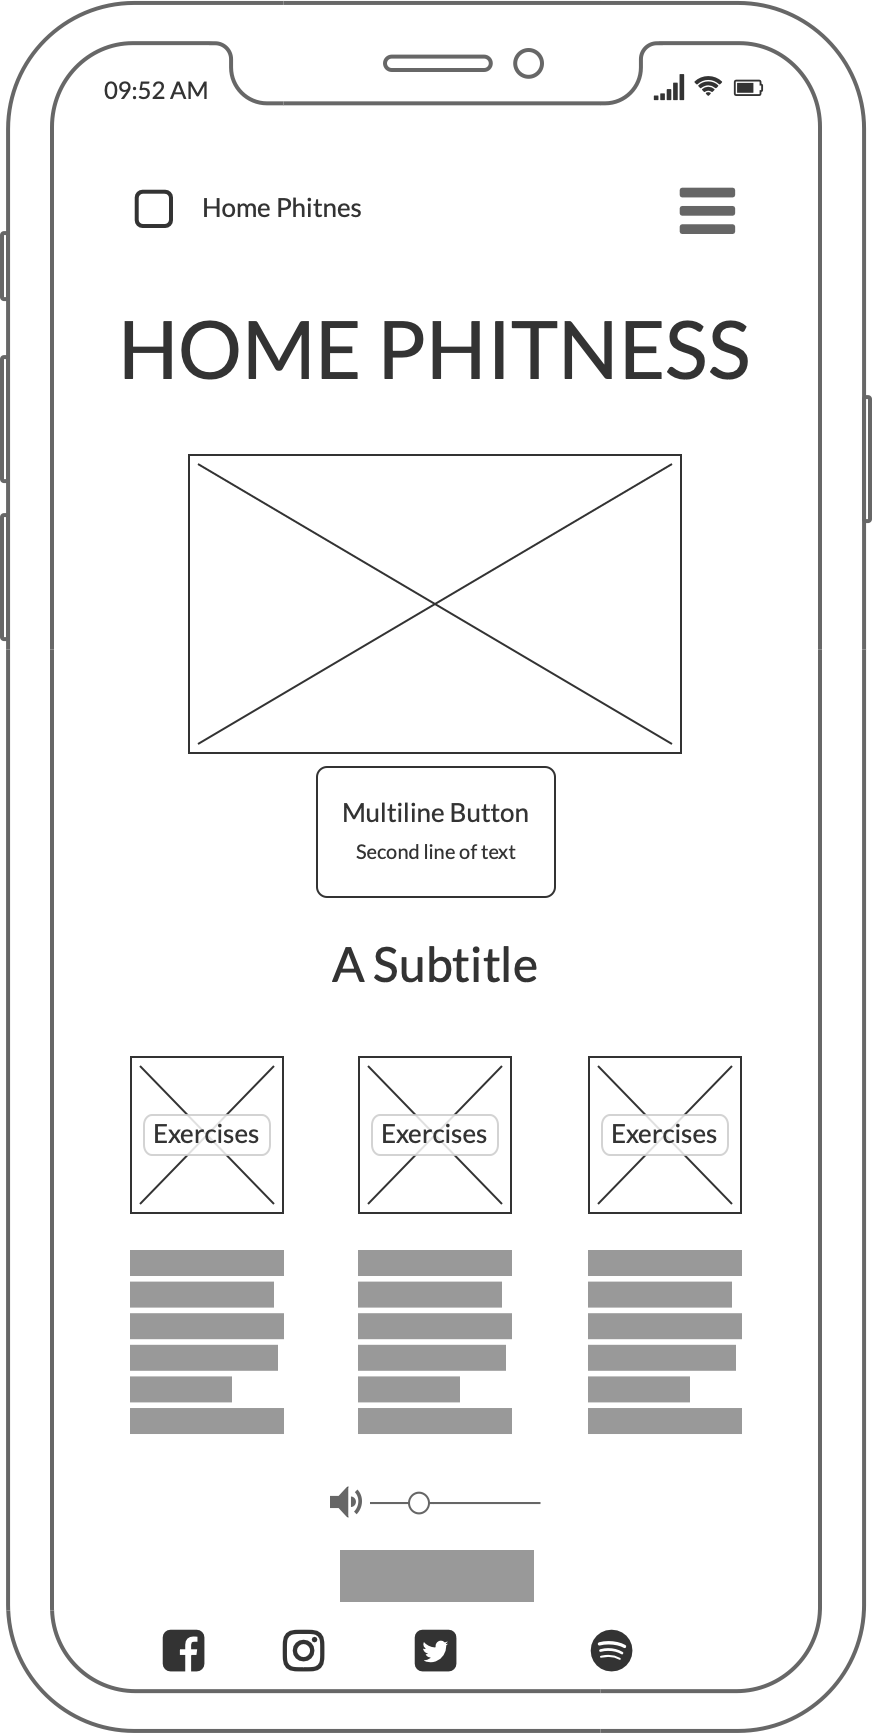 09:52 AM
Home Phitnes
HOME PHITNESS
Multiline Button
Second line of text
A Subtitle
Exercises
Exercises
Exercises